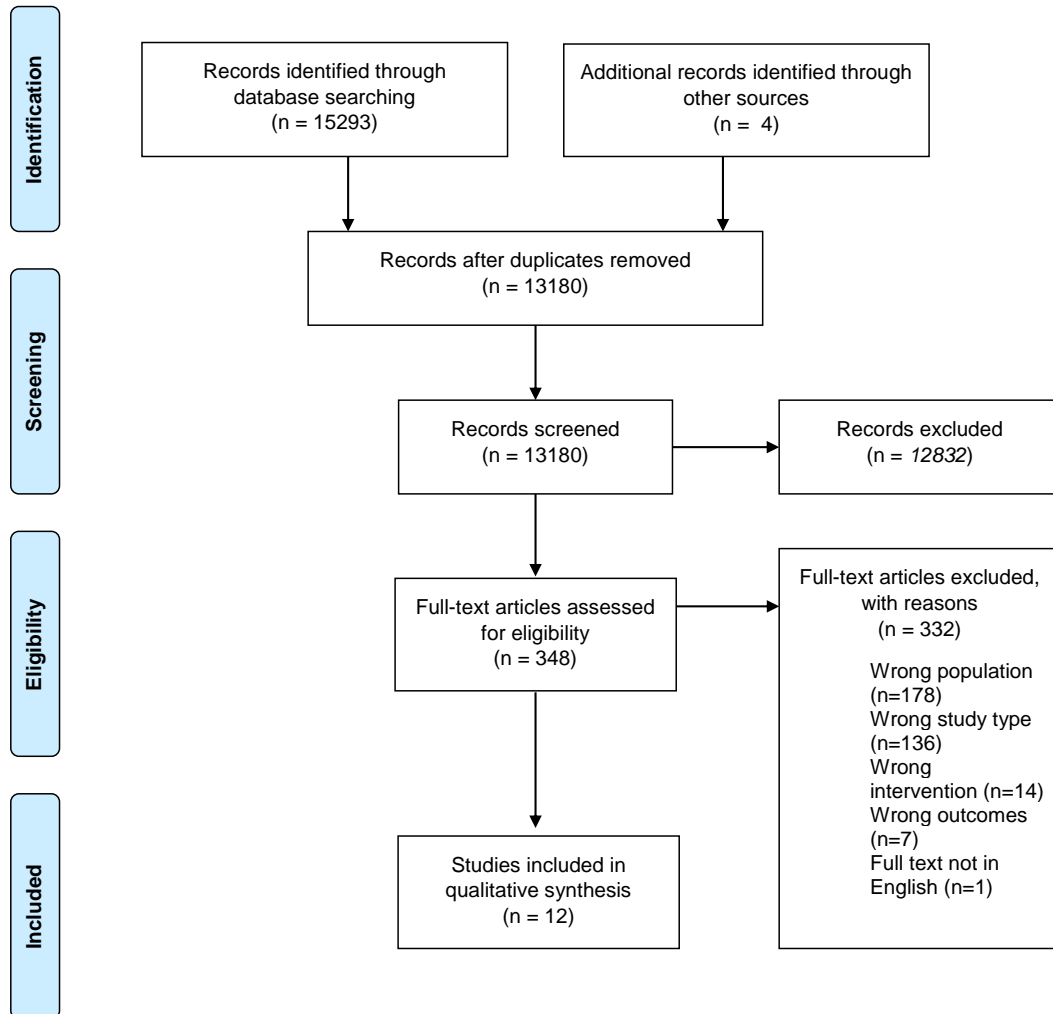 Identification
Records identified through
database searching
(n = 15293)
Additional records identified through
other sources
(n = 4)
Records after duplicates removed
(n = 13180)
Screening
Records screened
(n = 13180)
Records excluded
(n = 12832)
Eligibility
Full-text articles assessed
for eligibility
(n = 348)
Full-text articles excluded,
with reasons
(n = 332)
Wrong population
(n=178)
Wrong study type
(n=136)
Wrong
intervention (n=14)
Wrong outcomes
(n=7)
Full text not in
English (n=1)
Included
Studies included in
qualitative synthesis
(n = 12)